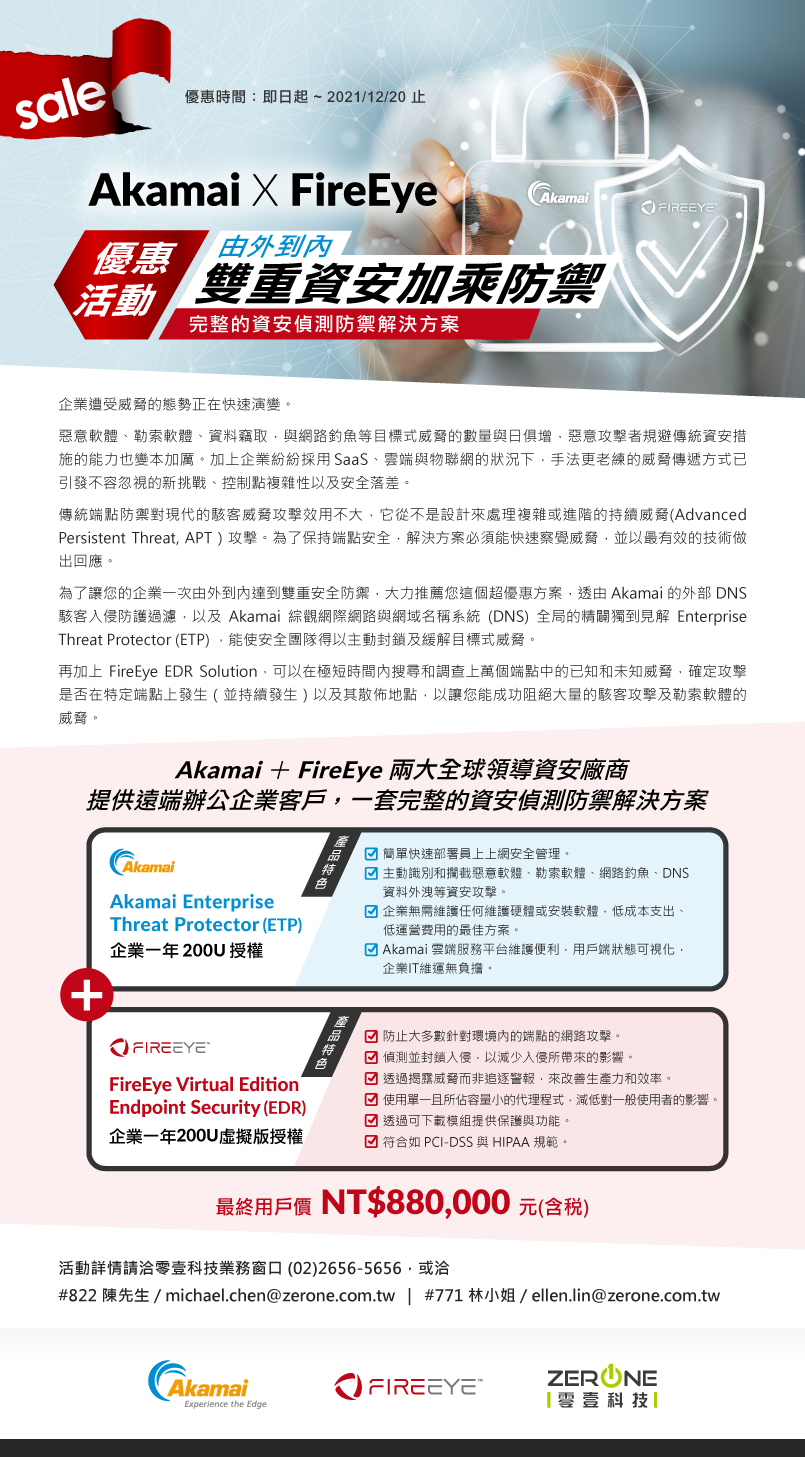 sale
優惠時間：即日起 ~ 2021/12/20 止
Akamai X FireEye
Akamai
FIREEYE™
優惠
活動
由外到內
雙重資安加乘防禦
完整的資安偵測防禦解決方案
企業遭受威脅的態勢正在快速演變。
惡意軟體、勒索軟體、資料竊取，與網路釣魚等目標式威脅的數量與日俱增，惡意攻擊者規避傳統資安措
施的能力也變本加厲。加上企業紛紛採用 SaaS、雲端與物聯網的狀況下，手法更老練的威脅傳遞方式已
引發不容忽視的新挑戰、控制點複雜性以及安全落差。
傳統端點防禦對現代的駭客威脅攻擊效用不大，它從不是設計來處理複雜或進階的持續威脅(Advanced
Persistent Threat, APT ) 攻擊。為了保持端點安全，解決方案必須能快速察覺威脅，並以最有效的技術做
出回應。
為了讓您的企業一次由外到內達到雙重安全防禦，大力推薦您這個超優惠方案，透由 Akamai 的外部 DNS
駭客入侵防護過濾，以及 Akamai 綜觀網際網路與網域名稱系統 (DNS) 全局的精闢獨到見解 Enterprise
Threat Protector (ETP) ，能使安全團隊得以主動封鎖及緩解目標式威脅。
再加上 FireEye EDR Solution，可以在極短時間內搜尋和調查上萬個端點中的已知和未知威脅，確定攻擊
是否在特定端點上發生 ( 並持續發生 ) 以及其散佈地點，以讓您能成功阻絕大量的駭客攻擊及勒索軟體的
威脅。
Akamai ＋ FireEye 兩大全球領導資安廠商
提供遠端辦公企業客戶，一套完整的資安偵測防禦解決方案
Akamai
Akamai Enterprise
Threat Protector (ETP)
企業一年 200U 授權
產品特色
簡單快速部署員上上網安全管理。
主動識別和攔截惡意軟體、勒索軟體、網路釣魚、DNS
資料外洩等資安攻擊。
企業無需維護任何維護硬體或安裝軟體，低成本支出、
低運營費用的最佳方案。
Akamai 雲端服務平台維護便利，用戶端狀態可視化，
企業IT維運無負擔。
+
FIREEYE™
FireEye Virtual Edition
Endpoint Security (EDR)
企業一年200U虛擬版授權
產品特色
防止大多數針對環境內的端點的網路攻擊。
偵測並封鎖入侵，以減少入侵所帶來的影響。
透過揭露威脅而非追逐警報，來改善生產力和效率。
使用單一且所佔容量小的代理程式，減低對一般使用者的影響。
透過可下載模組提供保護與功能。
符合如 PCI-DSS 與 HIPAA 規範。
最終用戶價 NT$880,000 元(含稅)
活動詳情請洽零壹科技業務窗口 (02)2656-5656，或洽
#822 陳先生 / michael.chen@zerone.com.tw | #771 林小姐 / ellen.lin@zerone.com.tw
Akamai
Experience the Edge
FIREEYE™
ZERONE
零壹科技